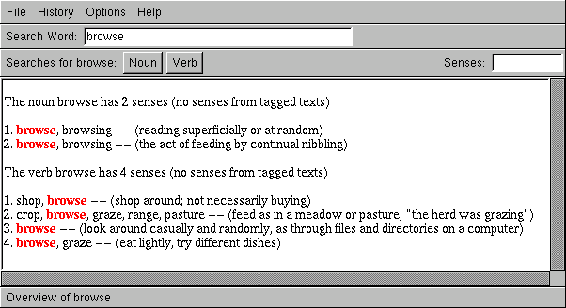 File History Options Help
Search Word: browse
Searches for browse: Noun Verb Senses:
The noun browse has 2 senses (no senses from tagged texts)
1. browse, browsing -- (reading superficially or at random)
2. browse, browsing -- (the act of feeding by continual nibbling)
The verb browse has 4 senses (no senses from tagged texts)
1. shop, browse -- (shop around; not necessarily buying)
2. crop, browse, graze, range, pasture -- (feed as in a meadow or pasture, "the herd was grazing")
3. browse -- (look around casually and randomly, as through files and directories on a computer)
4. browse, graze -- (eat lightly, try different dishes)
Overview of browse